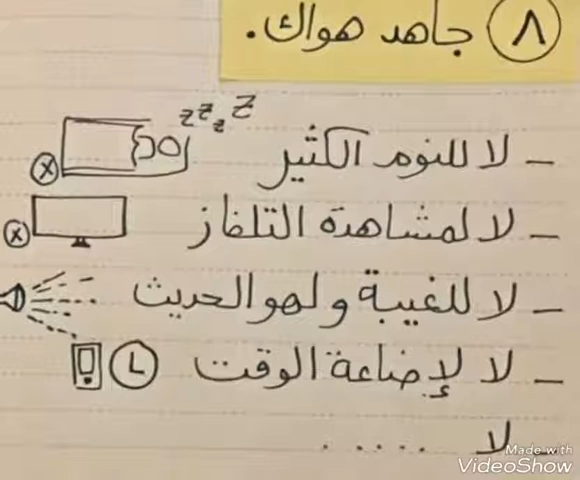 ٨ جاهد هواك.
zzzz
– لا للنوم الكثير
– لا لمشاهدة التلفاز
– لا للغيبة ولهو الحديث
– لا لإضاعة الوقت
– لا .....
Made with
VideoShow